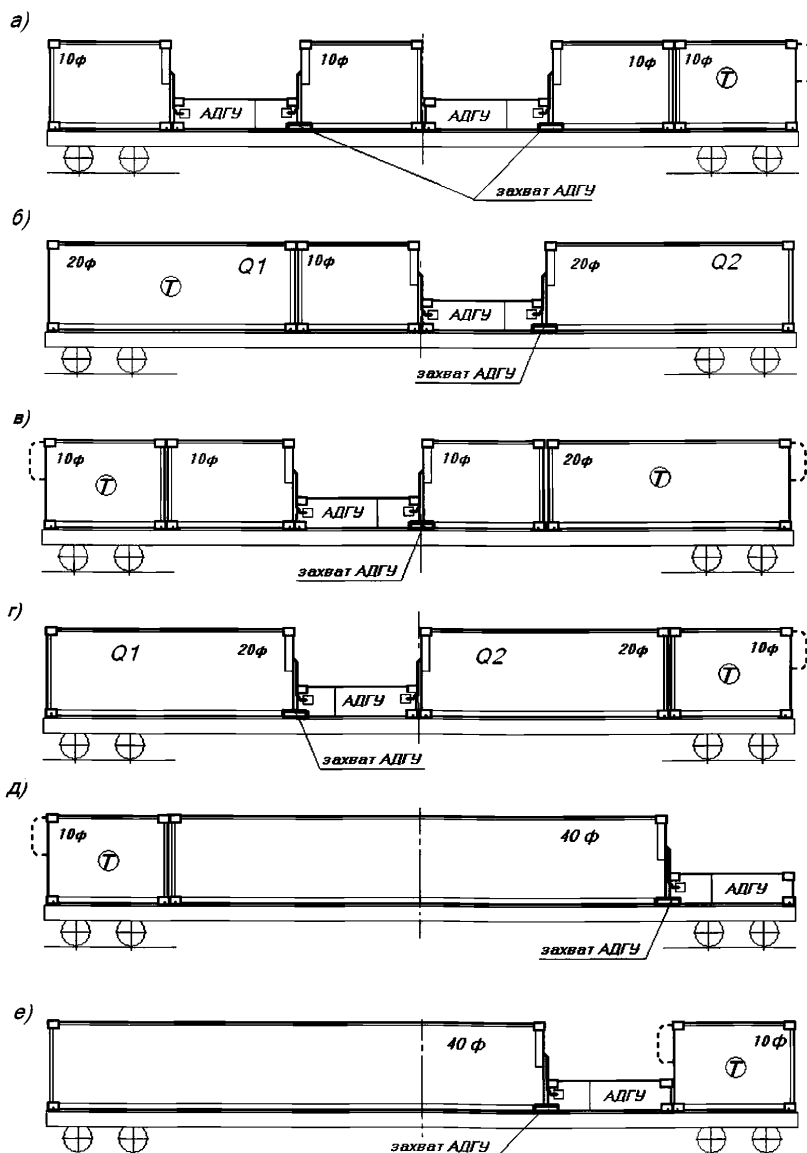 а)
10ф АДГУ 10ф АДГУ 10ф 10ф Т
захват АДГУ
б)
20ф Т Q1 10ф АДГУ 20ф Q2
захват АДГУ
в)
10ф Т 10ф АДГУ 10ф 20ф Т
захват АДГУ
г)
Q1 20ф АДГУ Q2 20ф 10ф Т
захват АДГУ
д)
10ф Т 40 ф АДГУ
захват АДГУ
е)
40 ф АДГУ 10ф Т
захват АДГУ